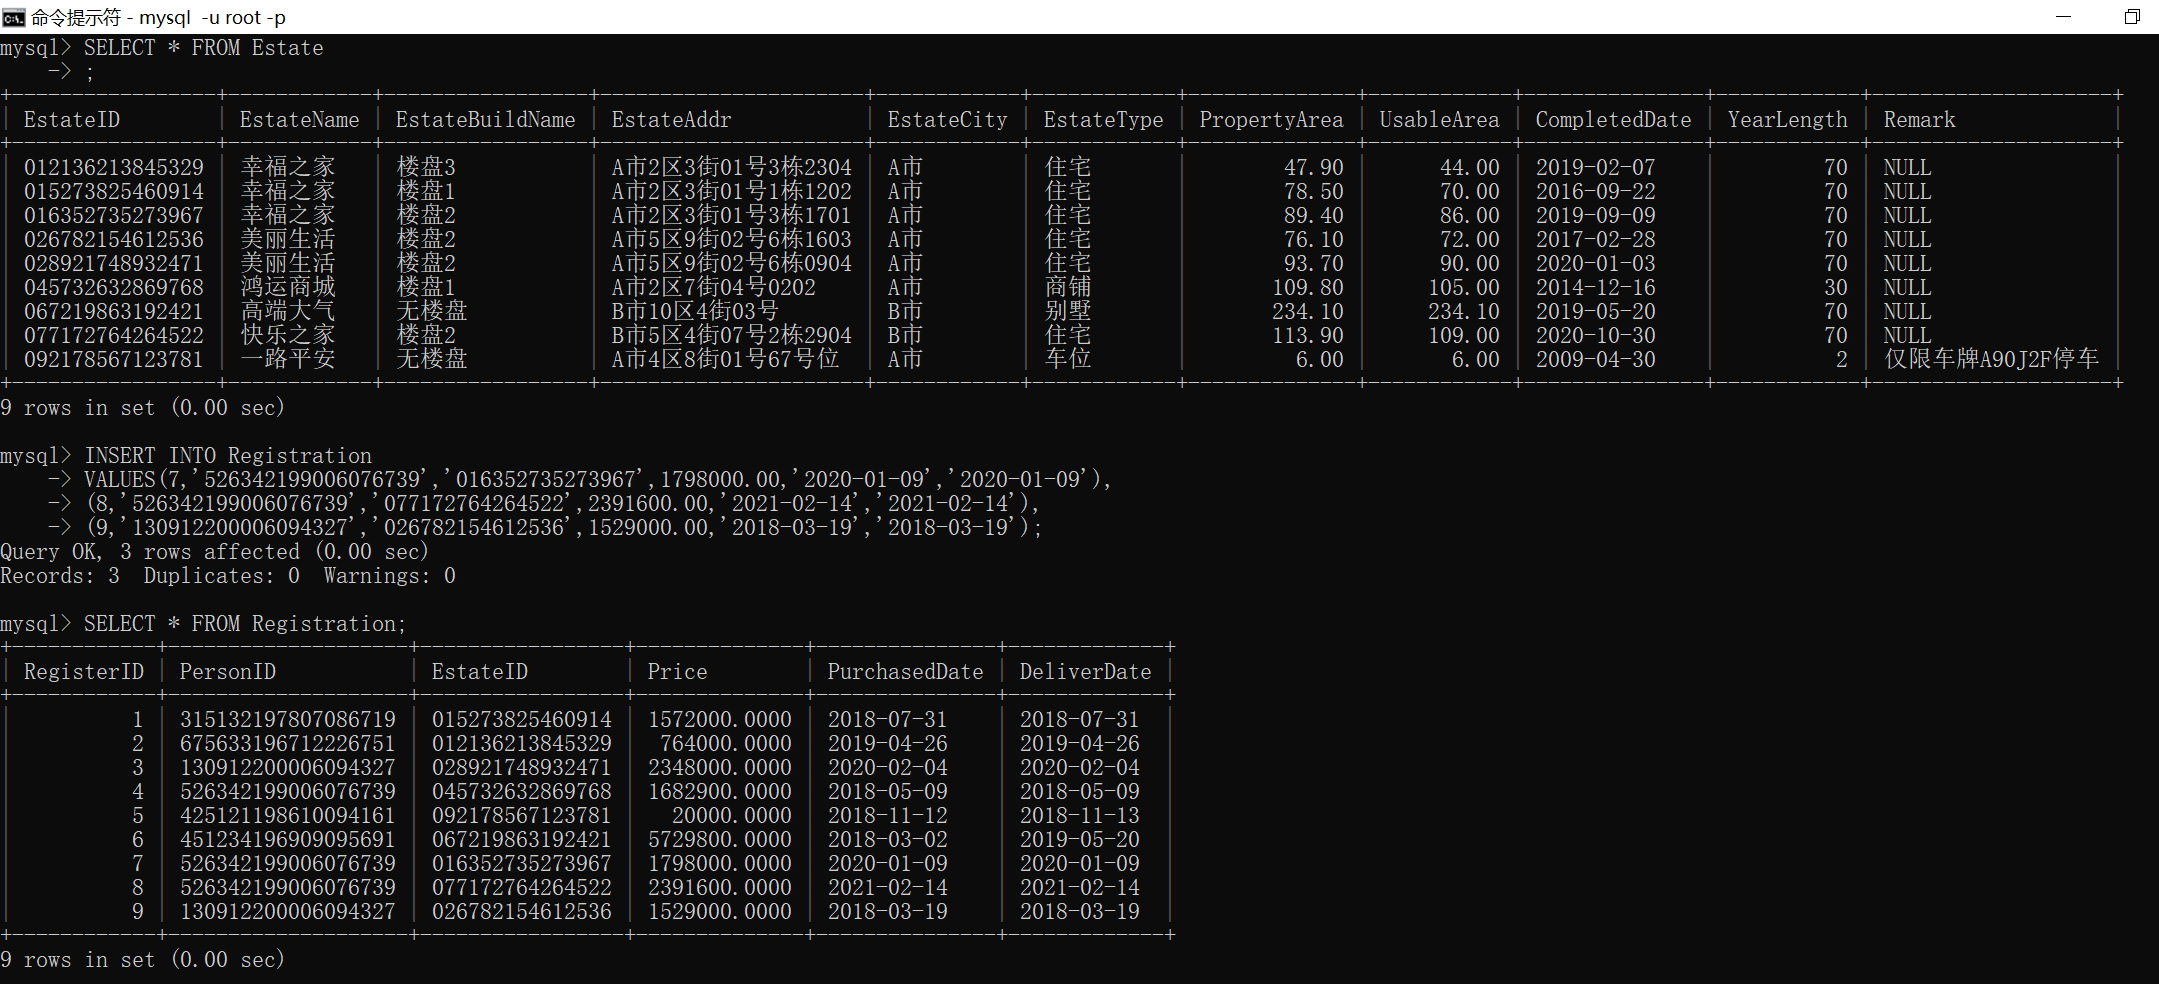 命令提示符 - mysql  -u root -p
mysql> SELECT * FROM Estate
    -> ;
+-----------------+------------+-----------------+----------------------+------------+------------+--------------+------------+---------------+------------+--------------------+
| EstateID        | EstateName | EstateBuildName | EstateAddr           | EstateCity | EstateType | PropertyArea | UsableArea | CompletedDate | YearLength | Remark             |
+-----------------+------------+-----------------+----------------------+------------+------------+--------------+------------+---------------+------------+--------------------+
| 012136213845329 | 幸福之家 | 楼盘3 | A市2区3街01号3栋2304 | A市 | 住宅 | 47.90 | 44.00 | 2019-02-07 | 70 | NULL |
| 015273825460914 | 幸福之家 | 楼盘1 | A市2区3街01号1栋1202 | A市 | 住宅 | 78.50 | 70.00 | 2016-09-22 | 70 | NULL |
| 016352735273967 | 幸福之家 | 楼盘2 | A市2区3街01号3栋1701 | A市 | 住宅 | 89.40 | 86.00 | 2019-09-09 | 70 | NULL |
| 026782154612536 | 美丽生活 | 楼盘2 | A市5区9街02号6栋1603 | A市 | 住宅 | 76.10 | 72.00 | 2017-02-28 | 70 | NULL |
| 028921748932471 | 美丽生活 | 楼盘2 | A市5区9街02号6栋0904 | A市 | 住宅 | 93.70 | 90.00 | 2020-01-03 | 70 | NULL |
| 045732632869768 | 鸿运商城 | 楼盘1 | A市2区7街04号0202 | A市 | 商铺 | 109.80 | 105.00 | 2014-12-16 | 30 | NULL |
| 067219863192421 | 高端大气 | 无楼盘 | B市10区4街03号 | B市 | 别墅 | 234.10 | 234.10 | 2019-05-20 | 70 | NULL |
| 077172764264522 | 快乐之家 | 楼盘2 | B市5区4街07号2栋2904 | B市 | 住宅 | 113.90 | 109.00 | 2020-10-30 | 70 | NULL |
| 092178567123781 | 一路平安 | 无楼盘 | A市4区8街01号67号位 | A市 | 车位 | 6.00 | 6.00 | 2009-04-30 | 2 | 仅限车牌A90J2F停车 |
+-----------------+------------+-----------------+----------------------+------------+------------+--------------+------------+---------------+------------+--------------------+
9 rows in set (0.00 sec)
mysql> INSERT INTO Registration
    -> VALUES(7,'526342199006076739','016352735273967',1798000.00,'2020-01-09','2020-01-09'),
    -> (8,'526342199006076739','077172764264522',2391600.00,'2021-02-14','2021-02-14'),
    -> (9,'130912200006094327','026782154612536',1529000.00,'2018-03-19','2018-03-19');
Query OK, 3 rows affected (0.00 sec)
Records: 3  Duplicates: 0  Warnings: 0
mysql> SELECT * FROM Registration;
+------------+--------------------+-----------------+--------------+---------------+-------------+
| RegisterID | PersonID           | EstateID        | Price        | PurchasedDate | DeliverDate |
+------------+--------------------+-----------------+--------------+---------------+-------------+
|          1 | 315132197807086719 | 015273825460914 | 1572000.0000 | 2018-07-31    | 2018-07-31  |
|          2 | 675633196712226751 | 012136213845329 |  764000.0000 | 2019-04-26    | 2019-04-26  |
|          3 | 130912200006094327 | 028921748932471 | 2348000.0000 | 2020-02-04    | 2020-02-04  |
|          4 | 526342199006076739 | 045732632869768 | 1682900.0000 | 2018-05-09    | 2018-05-09  |
|          5 | 425121198610094161 | 092178567123781 |   20000.0000 | 2018-11-12    | 2018-11-13  |
|          6 | 451234196909095691 | 067219863192421 | 5729800.0000 | 2018-03-02    | 2019-05-20  |
|          7 | 526342199006076739 | 016352735273967 | 1798000.0000 | 2020-01-09    | 2020-01-09  |
|          8 | 526342199006076739 | 077172764264522 | 2391600.0000 | 2021-02-14    | 2021-02-14  |
|          9 | 130912200006094327 | 026782154612536 | 1529000.0000 | 2018-03-19    | 2018-03-19  |
+------------+--------------------+-----------------+--------------+---------------+-------------+
9 rows in set (0.00 sec)